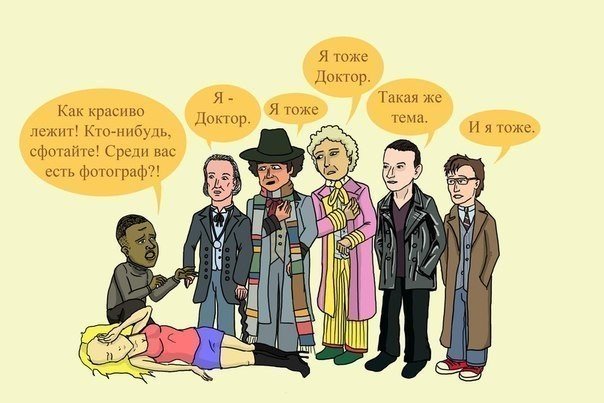 Как красиво
лежит! Кто-нибудь,
сфотайте! Среди вас
есть фотограф?!
Я -
Доктор.
Я тоже
Я тоже
Доктор.
Такая же
тема.
И я тоже.